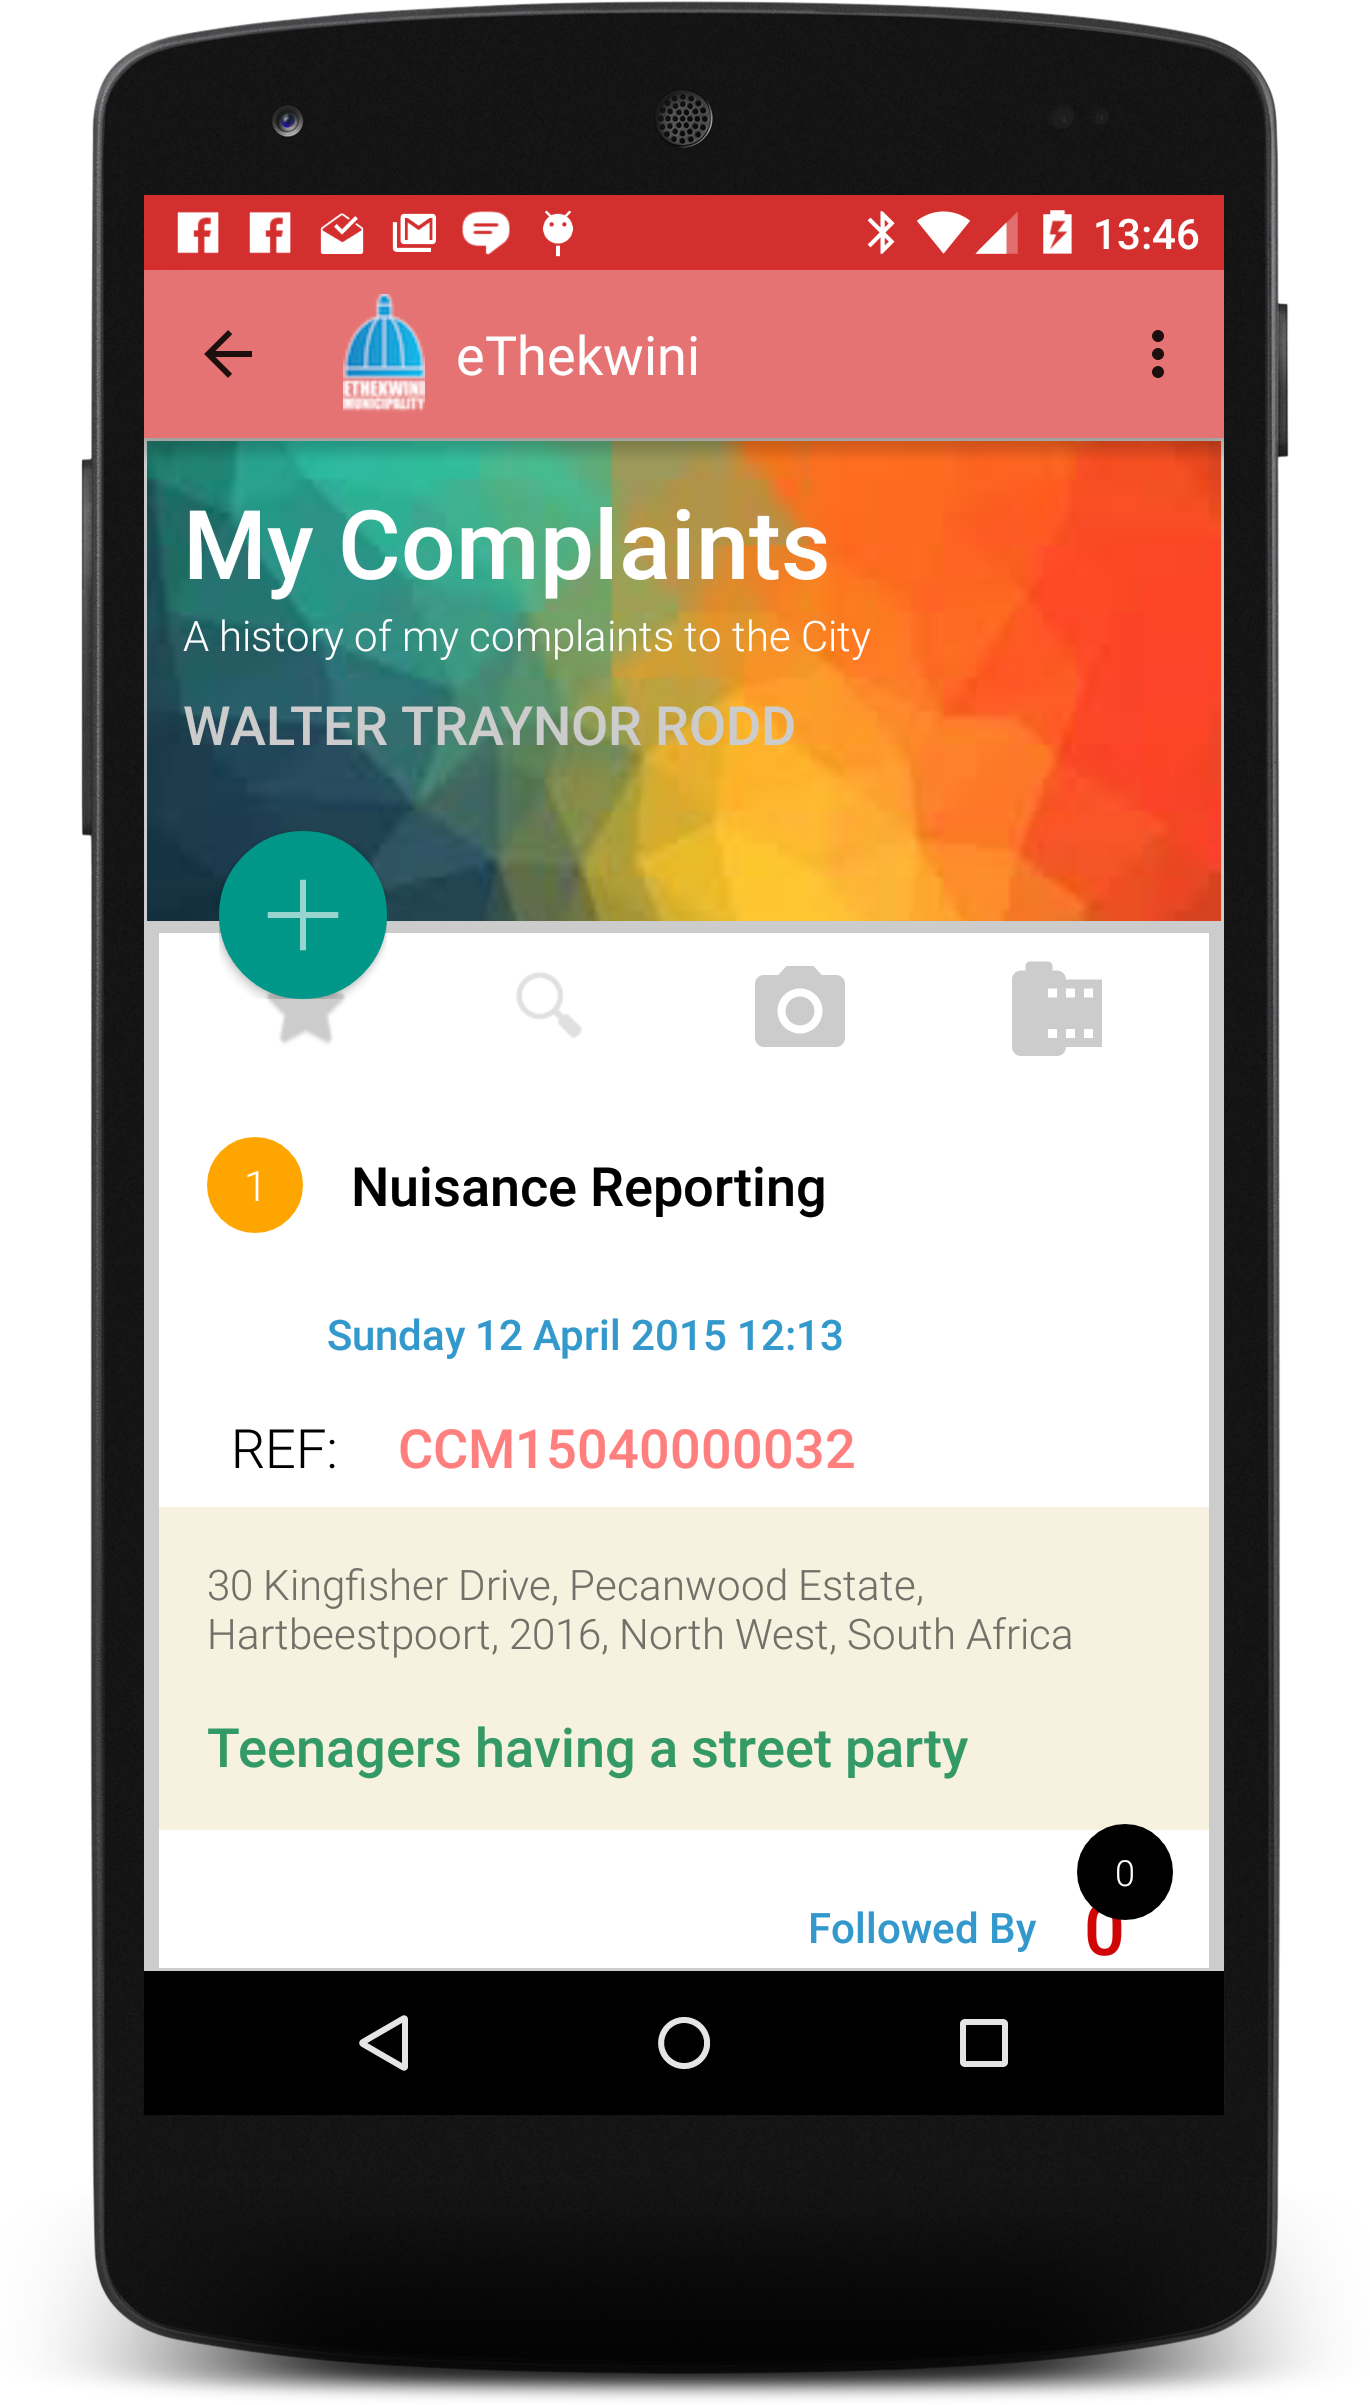 13:46
ETHEKWINI
MUNICIPALITY
eThekwini
My Complaints
A history of my complaints to the City
WALTER TRAYNOR RODD
1
Nuisance Reporting
Sunday 12 April 2015 12:13
REF: CCM15040000032
30 Kingfisher Drive, Pecanwood Estate,
Hartbeestpoort, 2016, North West, South Africa
Teenagers having a street party
0
Followed By 0